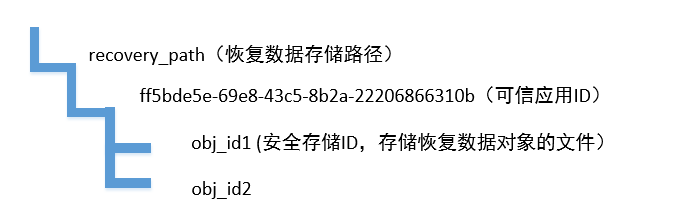 recovery_path（恢复数据存储路径）
ff5bde5e-69e8-43c5-8b2a-22206866310b（可信应用ID）
obj_id1 (安全存储ID，存储恢复数据对象的文件）
obj_id2